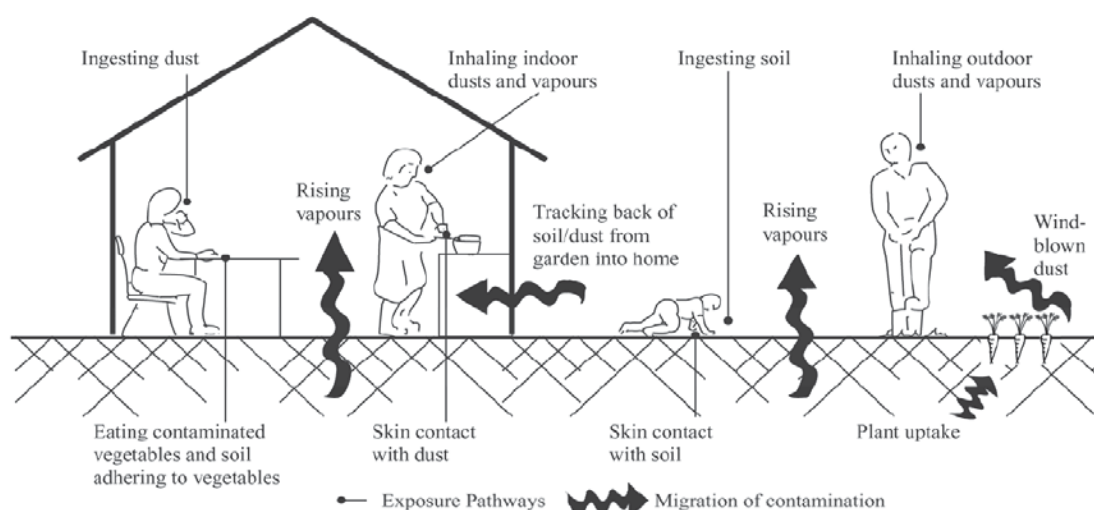 Ingesting dust
Inhaling indoor
dusts and vapours
Ingesting soil
Inhaling outdoor
dusts and vapours
Rising
vapours
Tracking back of
soil/dust from
garden into home
Rising
vapours
Wind-
blown
dust
Eating contaminated
vegetables and soil
adhering to vegetables
Skin contact
with dust
Skin contact
with soil
Plant uptake
Exposure Pathways
Migration of contamination